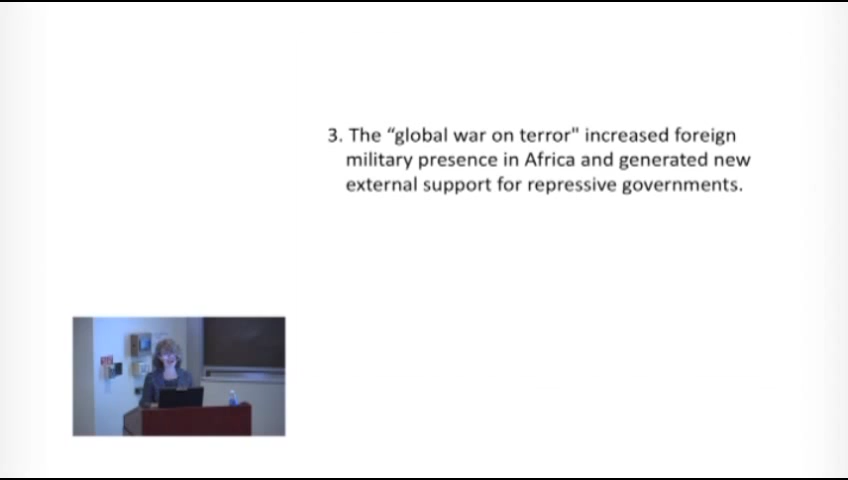 3. The “global war on terror" increased foreign
military presence in Africa and generated new
external support for repressive governments.